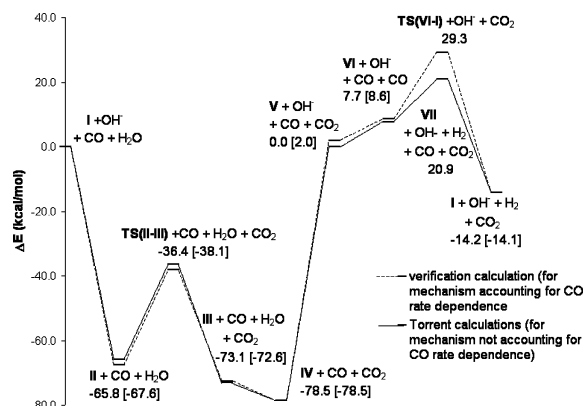 40.0
20.0
0.0
-20.0
-40.0
-60.0
80.0
ΔE (kcal/mol)
I +OH-
+ CO + H2O
II + CO + H2O
-65.8 [-67.6]
TS(II-III) +CO + H2O + CO2
-36.4 [-38.1]
III + CO + H2O
+ CO2
-73.1 [-72.6]
IV + CO + CO2
-78.5 [-78.5]
V + OH-
+ CO + CO2
0.0 [2.0]
VI + OH-
+ CO + CO
7.7 [8.6]
TS(VI-I) +OH- + CO2
29.3
VII
+ OH- + H2
+ CO + CO2
20.9
I + OH- + H2
+ CO2
-14.2 [-14.1]
verification calculation (for
mechanism accounting for CO
rate dependence
Torrent calculations (for
mechanism not accounting for
CO rate dependence)